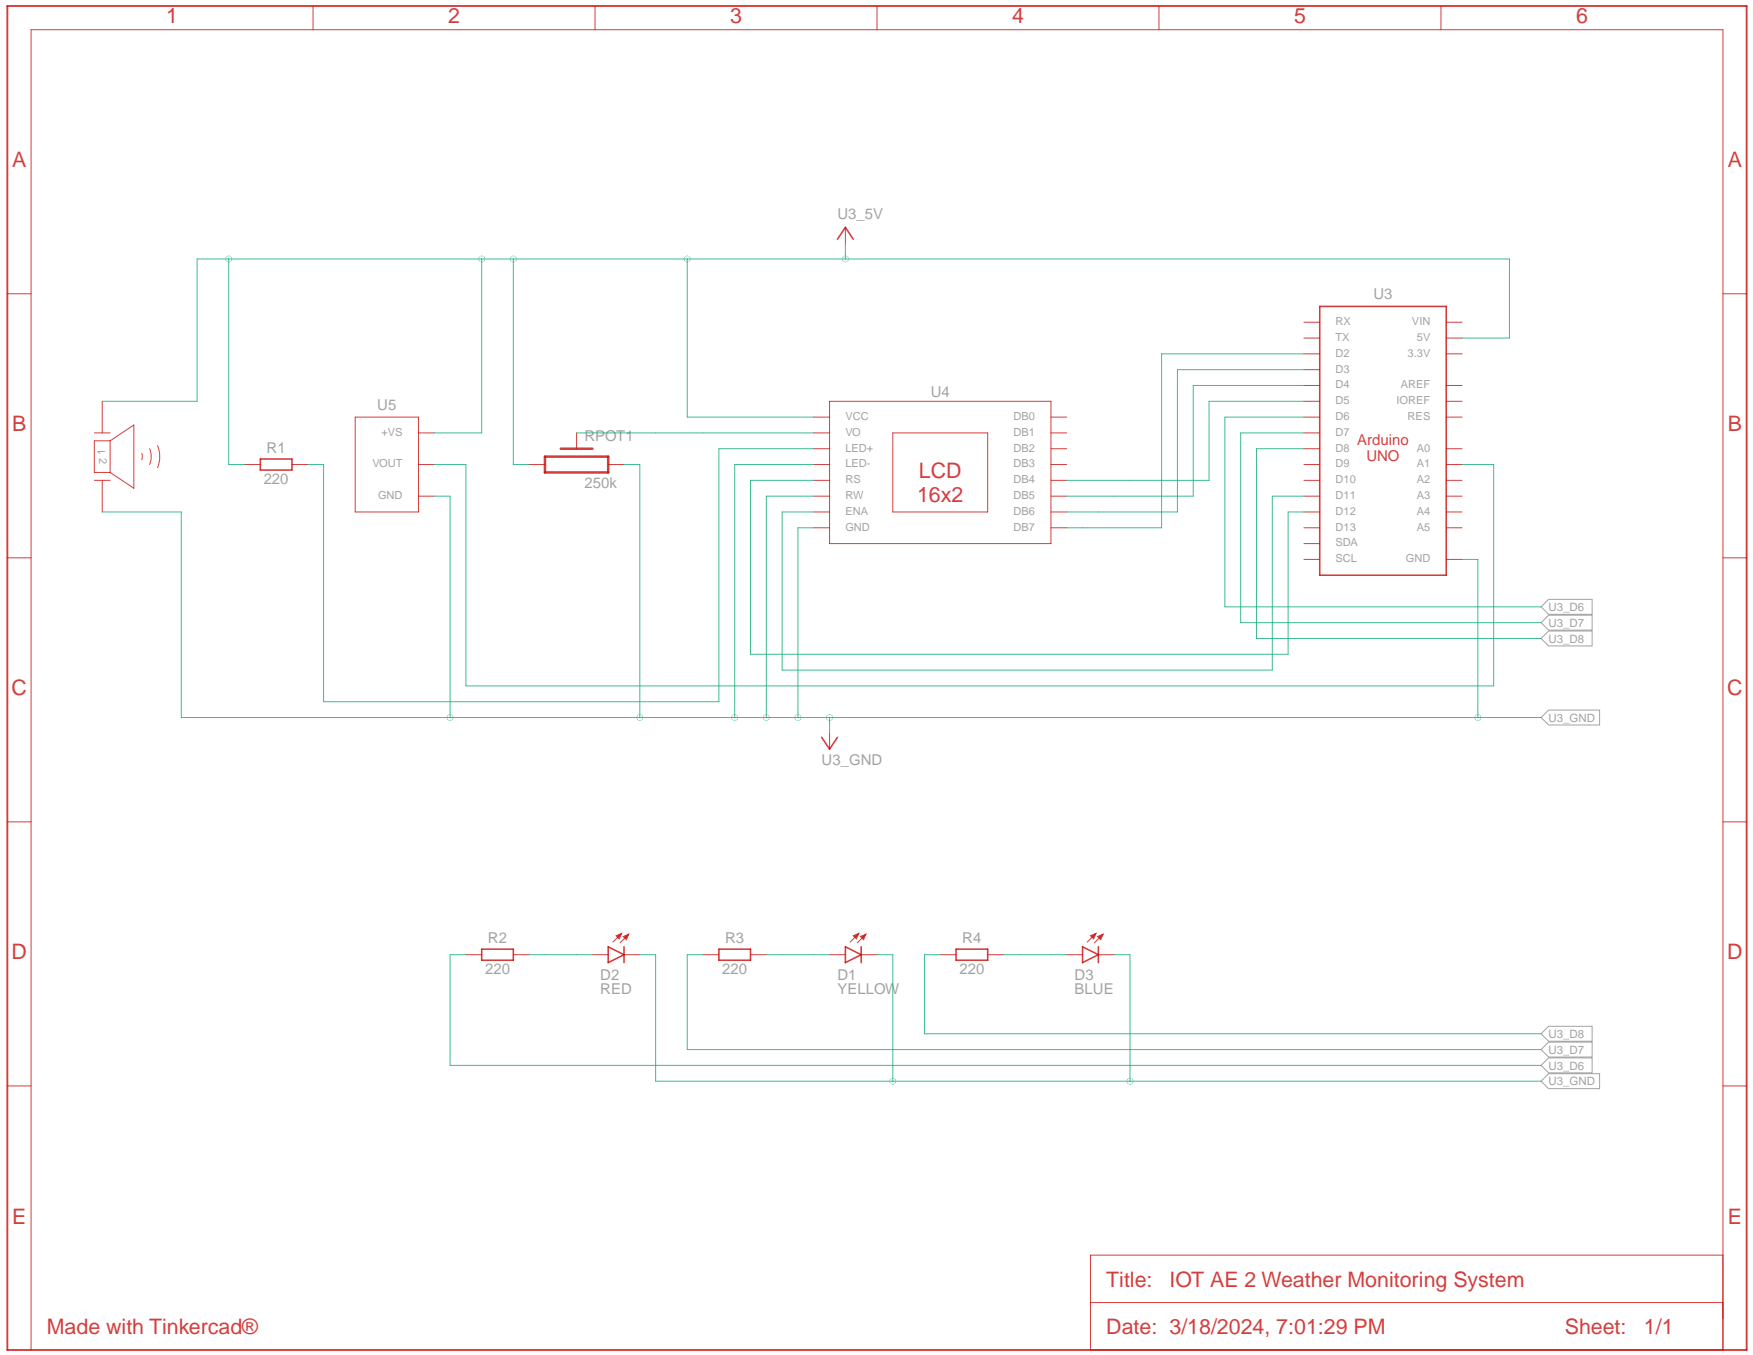 1 2 3 4 5 6
A A
U3_5V
B B
U3
RX VIN
TX 5V
D2 3.3V
D3
D4 AREF
D5 IOREF
D6 RES
D7
D8 A0
D9 A1
D10 A2
D11 A3
D12 A4
D13 A5
SDA
SCL GND
Arduino
UNO
U4
VCC DB0
VO DB1
LED+ DB2
LED- DB3
RS DB4
RW DB5
ENA DB6
GND DB7
LCD
16x2
U5
+VS
VOUT
GND
RPOT1
250k
R1
220
1 2
U3_D6
U3_D7
U3_D8
C C
U3_GND
U3_GND
D D
R2
220
D2
RED
R3
220
D1
YELLOW
R4
220
D3
BLUE
U3_D8
U3_D7
U3_D6
U3_GND
E E
Title: IOT AE 2 Weather Monitoring System
Made with Tinkercad®
Date: 3/18/2024, 7:01:29 PM Sheet: 1/1